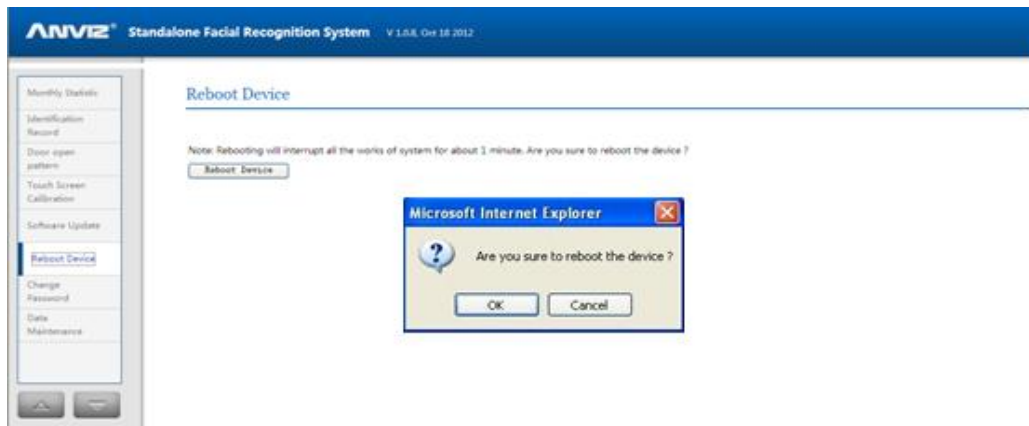 ANVIZ® Standalone Facial Recognition System V 1.0.8, Oct 18 2012
Monthly Statistic
Identification
Record
Door open
pattern
Touch Screen
Calibration
Software Update
Reboot Device
Change
Password
Data
Maintenance
Reboot Device
Note: Rebooting will interrupt all the works of system for about 1 minute. Are you sure to reboot the device ?
Reboot Device
Microsoft Internet Explorer
Are you sure to reboot the device ?
OK
Cancel